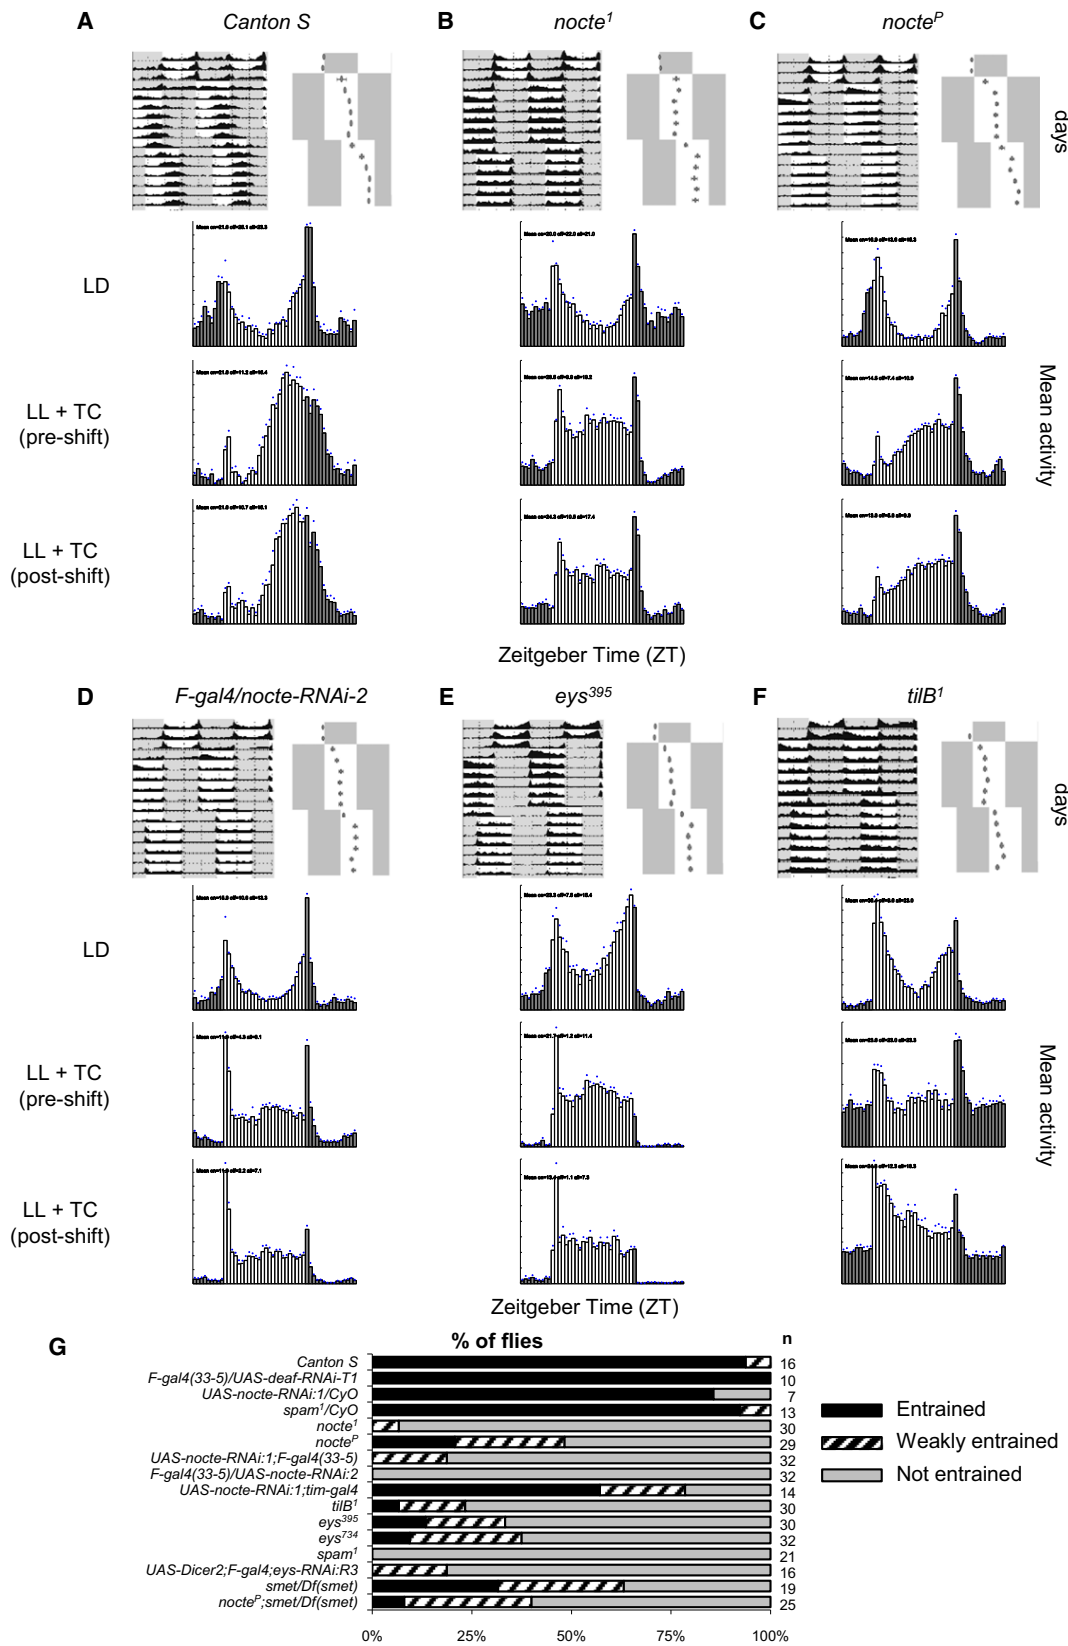 A Canton S B nocte1 C nocteP
days
LD
LL + TC
(pre-shift)
Mean activity
LL + TC
(post-shift)
Zeitgeber Time (ZT)
D F-gal4/nocte-RNAi-2 E eys395 F tilB1
days
LD
LL + TC
(pre-shift)
Mean activity
LL + TC
(post-shift)
Zeitgeber Time (ZT)
G % of flies n
Canton S 16
F-gal4(33-5)/UAS-deaf-RNAi-T1 10
UAS-nocte-RNAi:1/CyO 7
spam1/CyO 13
nocte1 30
nocteP 29
UAS-nocte-RNAi:1;F-gal4(33-5) 32
F-gal4(33-5)/UAS-nocte-RNAi:2 32
UAS-nocte-RNAi:1;tim-gal4 14
tilB1 30
eys395 30
eys734 32
spam1 21
UAS-Dicer2;F-gal4;eys-RNAi:R3 16
smet/Df(smet) 19
nocteP;smet/Df(smet) 25
0% 25% 50% 75% 100%
Entrained
Weakly entrained
Not entrained